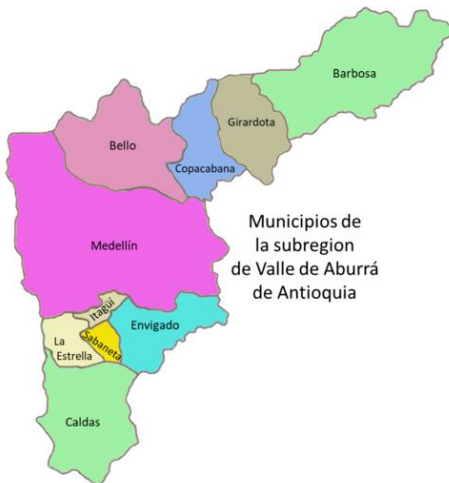 Barbosa
Girardota
Bello
Copacabana
Municipios de
la subregion
de Valle de Aburrá
de Antioquia
Medellín
Itagüí
Envigado
La
Estrella
Sabaneta
Caldas